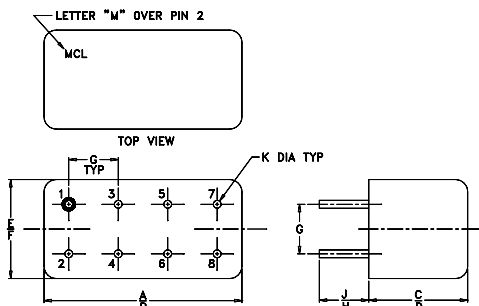 LETTER "M" OVER PIN 2
MCL
TOP VIEW
G
TYP
K DIA TYP
1 3 5 7
2 4 6 8
E
F
A
B
G
J
H
C
D